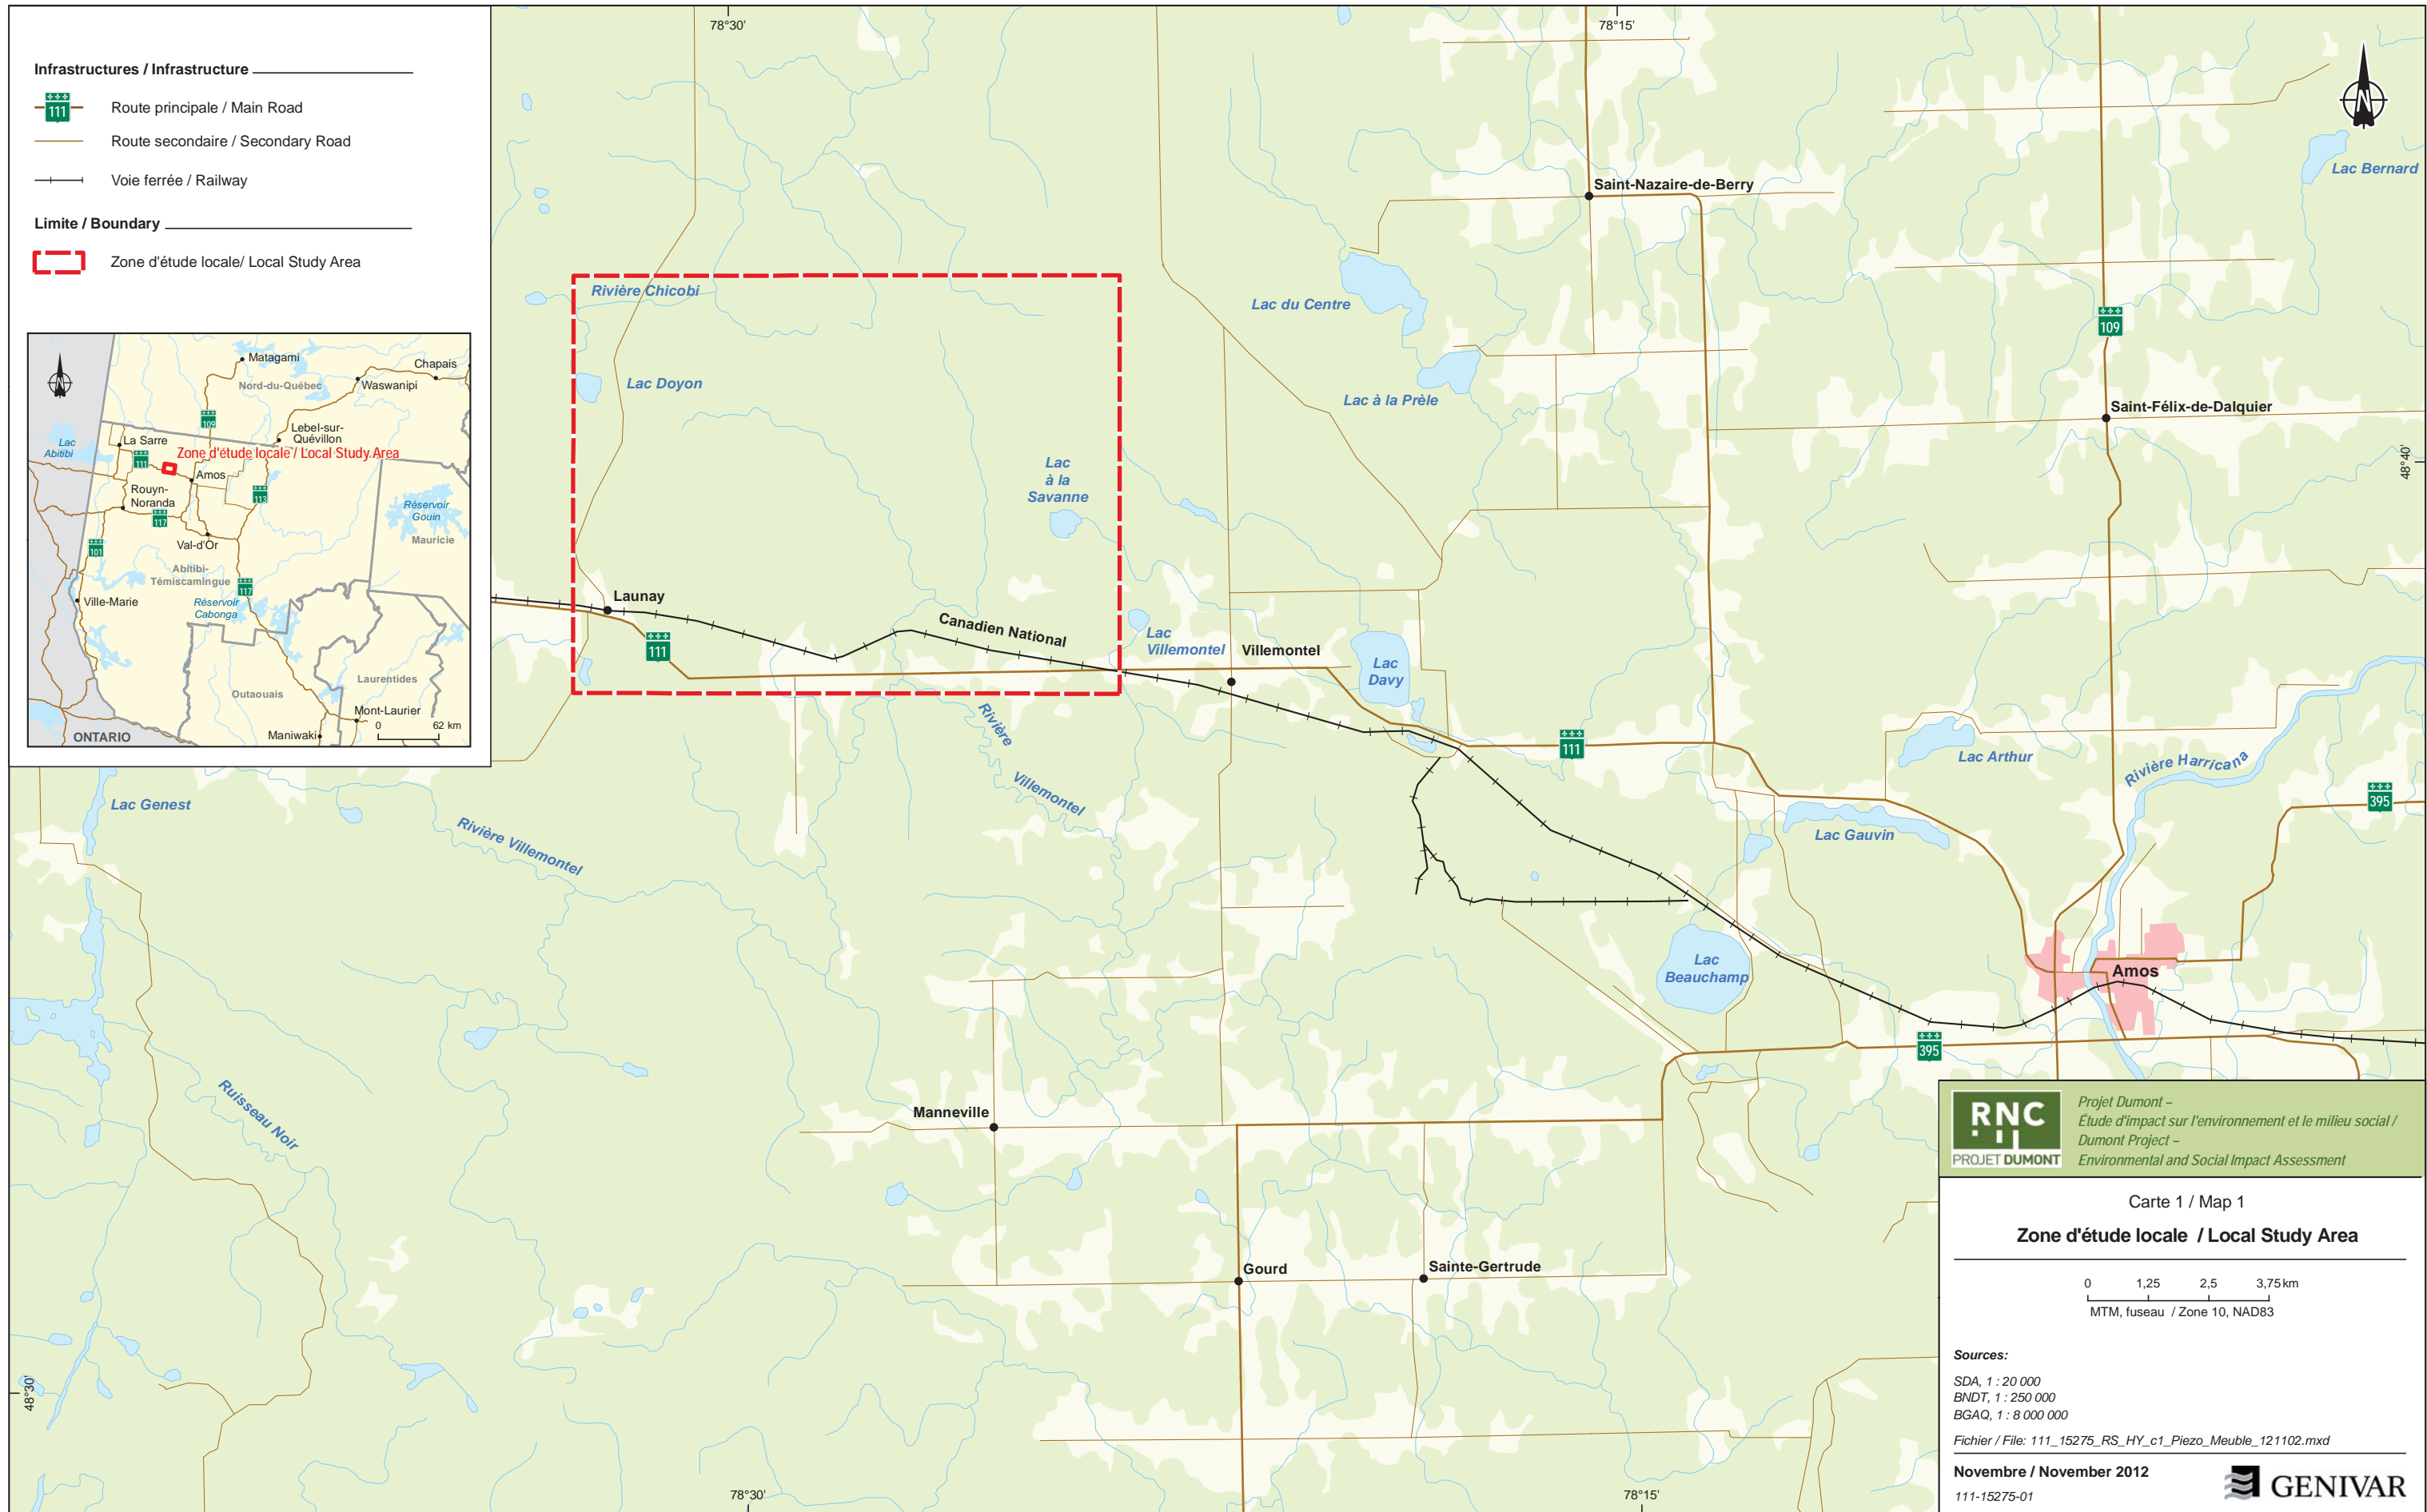 Infrastructures / Infrastructure
111
Route principale / Main Road
Route secondaire / Secondary Road
Voie ferrée / Railway
Limite / Boundary
Zone d'étude locale/ Local Study Area
Matagami
Chapais
Nord-du-Québec
Waswanipi
109
Lebel-sur-
Quévillon
Lac
Abitibi
La Sarre
111
Zone d'étude locale / Local Study Area
Amos
Rouyn-
Noranda
113
117
Réservoir
Gouin
Mauricie
Val-d'Or
101
Abitibi-
Témiscamingue
117
Ville-Marie
Réservoir
Cabonga
Laurentides
Outaouais
Mont-Laurier
0 62 km
Maniwaki
ONTARIO
78°30'
78°15'
N
Lac Bernard
Saint-Nazaire-de-Berry
Rivière Chicobi
Lac du Centre
109
Lac Doyon
Lac à la Prèle
Saint-Félix-de-Dalquier
48°40'
Lac
à la
Savanne
Launay
111
Canadien National
Lac
Villemontel
Villemontel
Lac
Davy
Rivière
Villemontel
111
Lac Arthur
Rivière Harricana
395
Lac Genest
Rivière Villemontel
Lac Gauvin
Lac
Beauchamp
Amos
395
Ruisseau Noir
Manneville
Gourd
Sainte-Gertrude
48°30'
78°30'
78°15'
RNC
PROJET DUMONT
Projet Dumont –
Étude d'impact sur l'environnement et le milieu social /
Dumont Project –
Environmental and Social Impact Assessment
Carte 1 / Map 1
Zone d'étude locale / Local Study Area
0 1,25 2,5 3,75 km
MTM, fuseau / Zone 10, NAD83
Sources:
SDA, 1 : 20 000
BNDT, 1 : 250 000
BGAQ, 1 : 8 000 000
Fichier / File: 111_15275_RS_HY_c1_Piezo_Meuble_121102.mxd
Novembre / November 2012
111-15275-01
GENIVAR